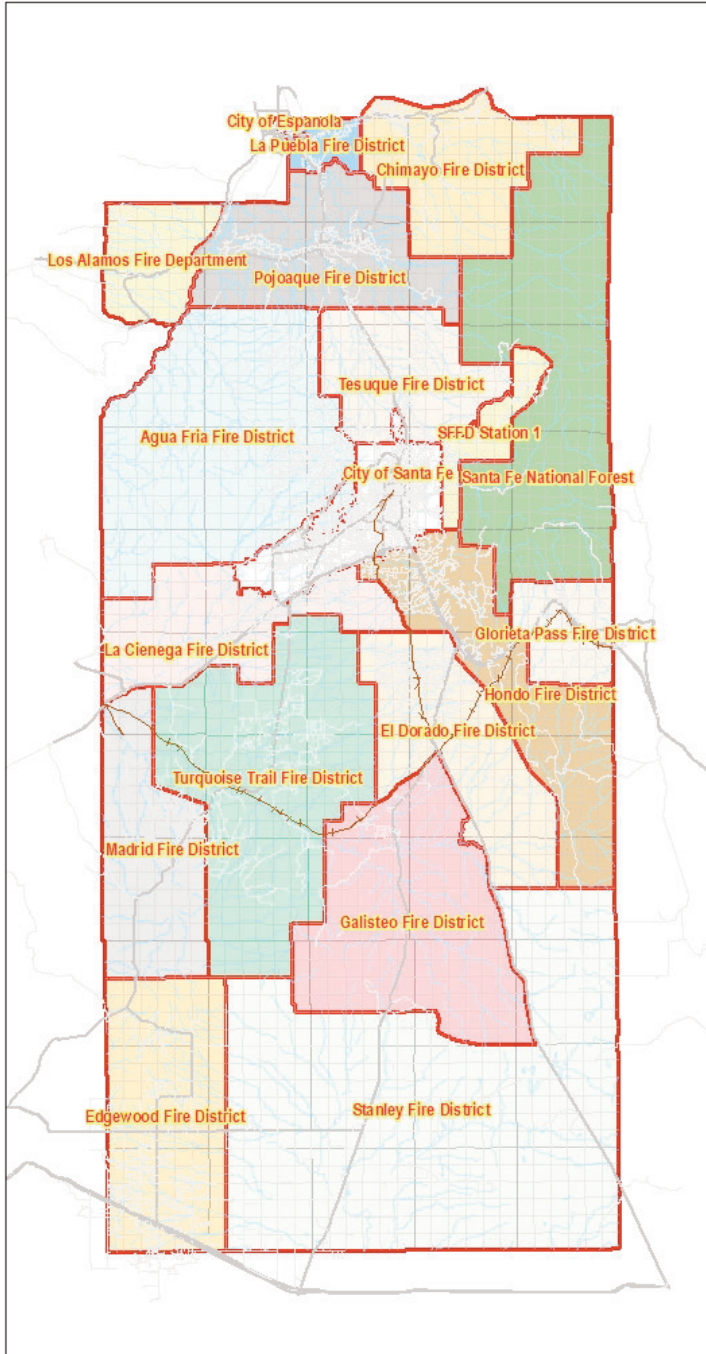 City of Espanola
La Puebla Fire District
Chimayo Fire District
Los Alamos Fire Department
Pojoaque Fire District
Tesuque Fire District
Agua Fria Fire District
SFFD Station 1
City of Santa Fe
Santa Fe National Forest
Glorieta Pass Fire District
La Cienega Fire District
Hondo Fire District
El Dorado Fire District
Turquoise Trail Fire District
Madrid Fire District
Galisteo Fire District
Edgewood Fire District
Stanley Fire District